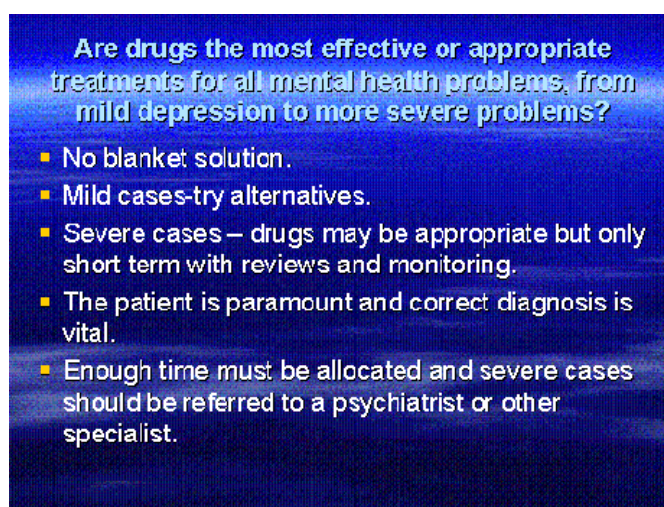 Are drugs the most effective or appropriate
treatments for all mental health problems, from
mild depression to more severe problems?
▪ No blanket solution.
▪ Mild cases-try alternatives.
▪ Severe cases – drugs may be appropriate but only
short term with reviews and monitoring.
▪ The patient is paramount and correct diagnosis is
vital.
▪ Enough time must be allocated and severe cases
should be referred to a psychiatrist or other
specialist.